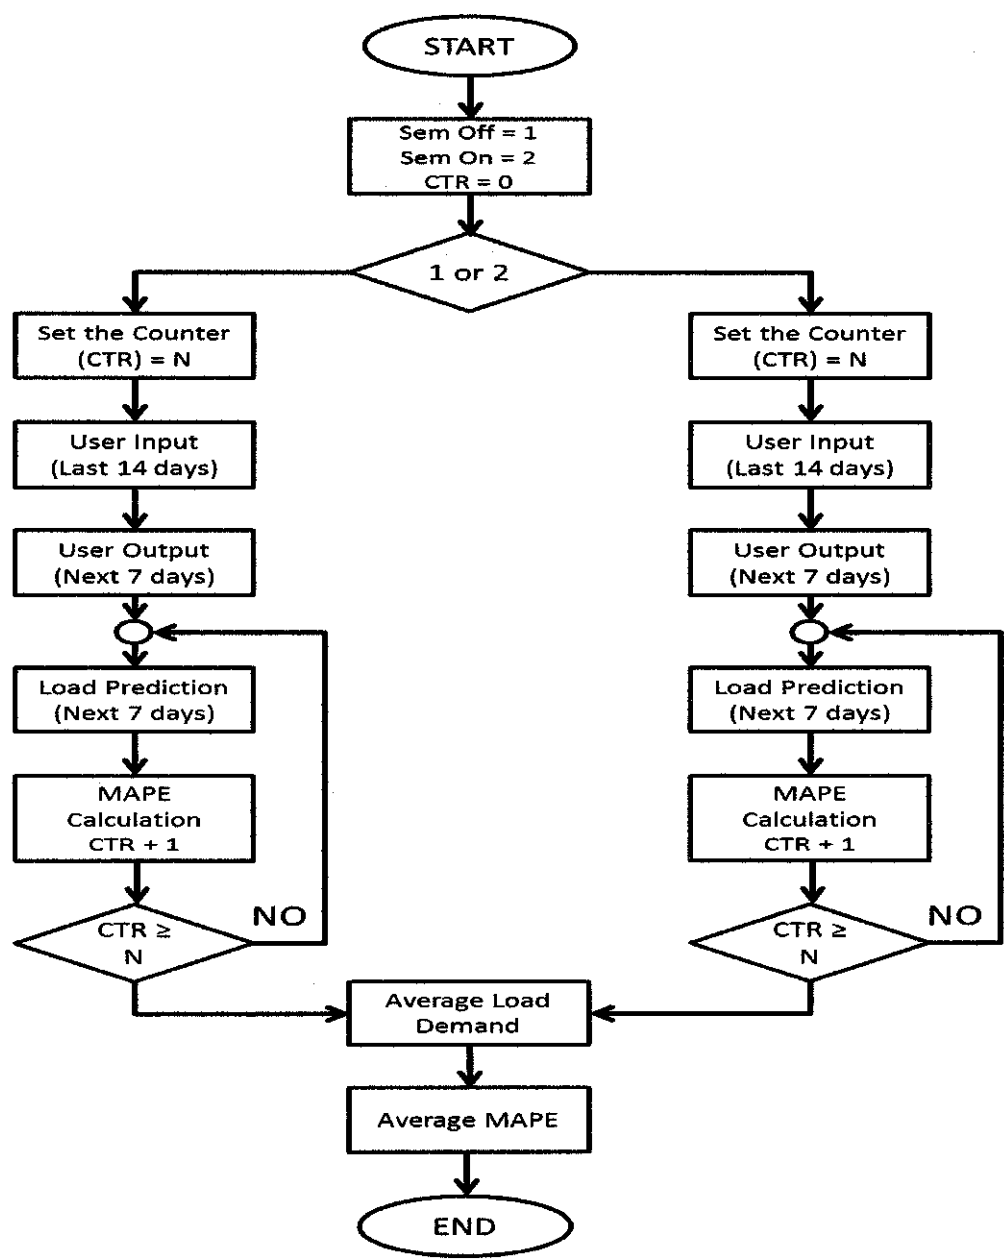 START
Sem Off = 1
Sem On = 2
CTR = 0
1 or 2
Set the Counter
(CTR) = N
User Input
(Last 14 days)
User Output
(Next 7 days)
Load Prediction
(Next 7 days)
MAPE
Calculation
CTR + 1
CTR ≥
N
NO
Set the Counter
(CTR) = N
User Input
(Last 14 days)
User Output
(Next 7 days)
Load Prediction
(Next 7 days)
MAPE
Calculation
CTR + 1
CTR ≥
N
NO
Average Load
Demand
Average MAPE
END